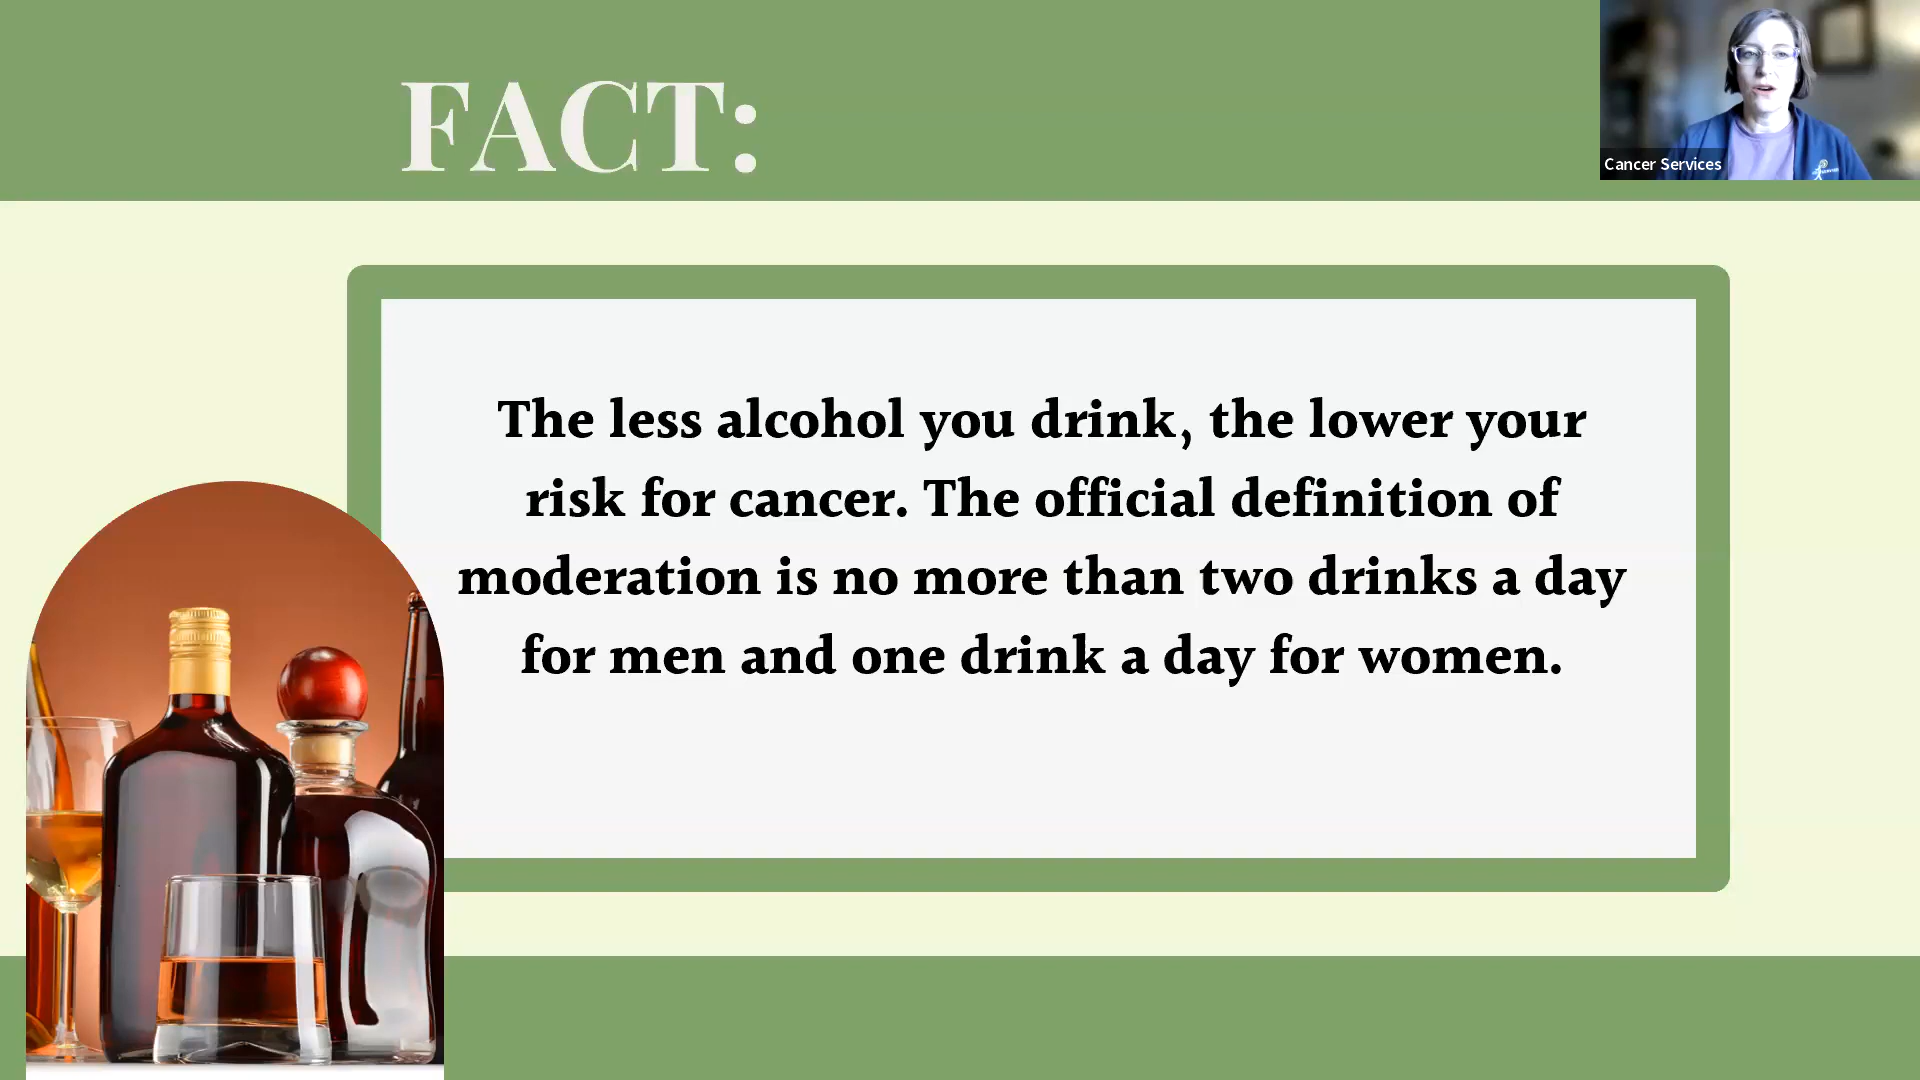 FACT:
Cancer Services
The less alcohol you drink, the lower your
risk for cancer. The official definition of
moderation is no more than two drinks a day
for men and one drink a day for women.